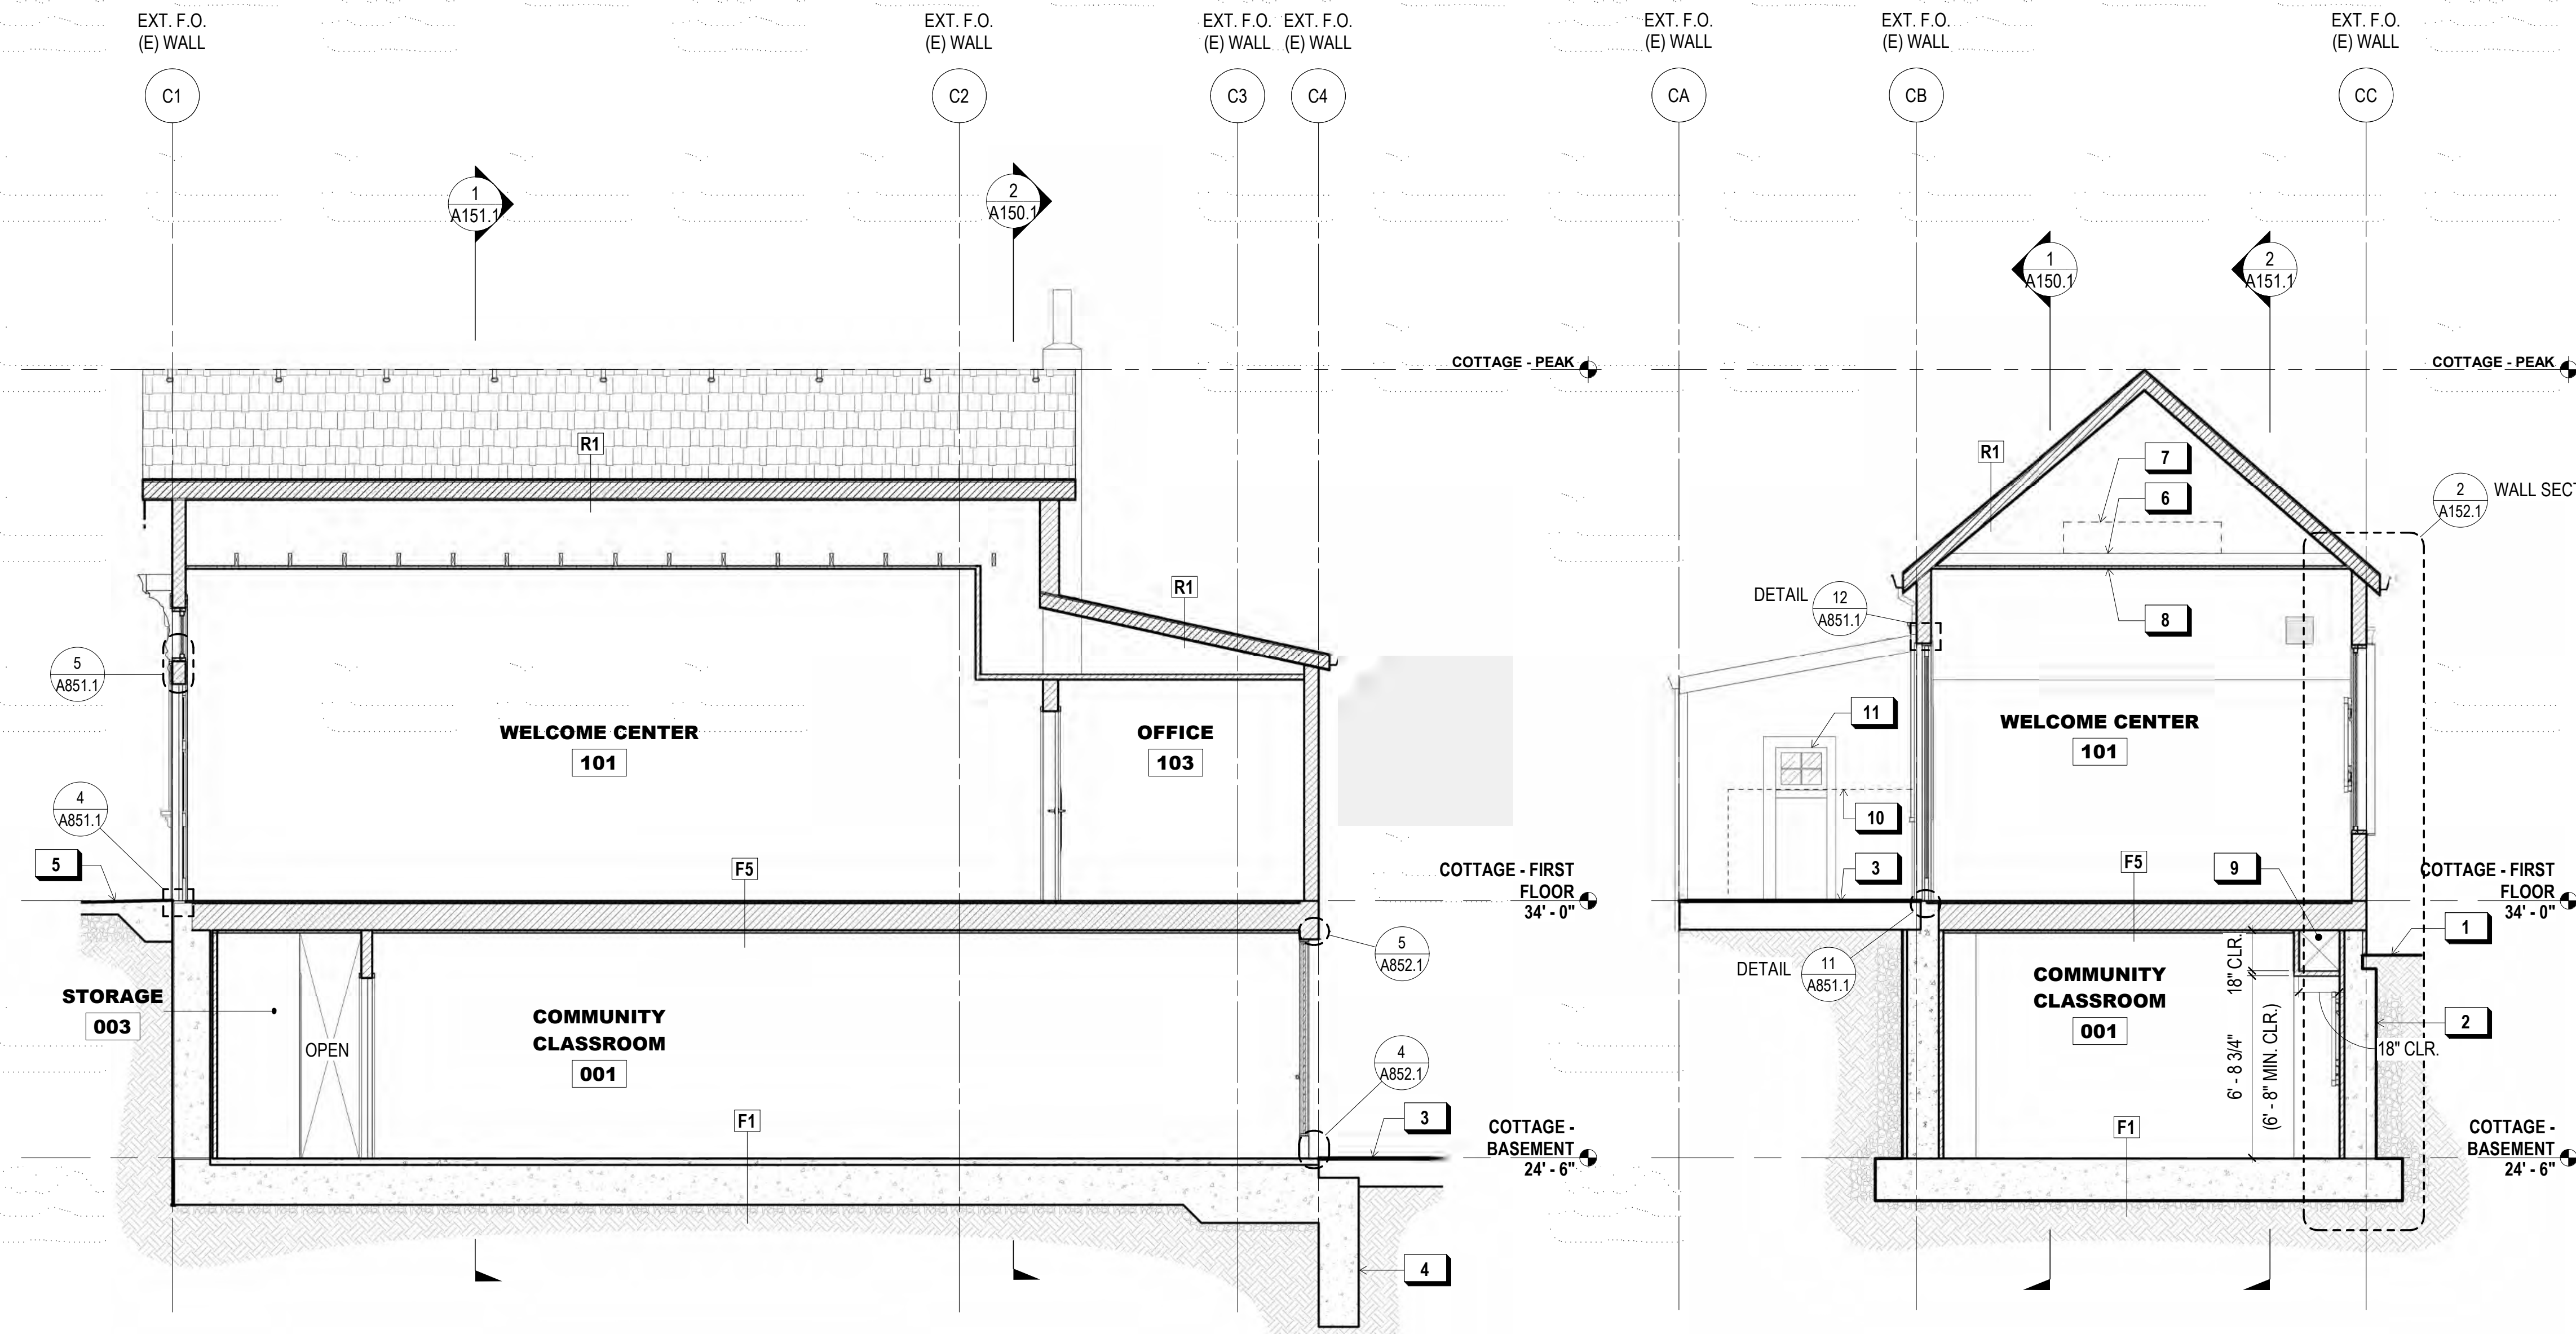 EXT. F.O.
(E) WALL
EXT. F.O.
(E) WALL
EXT. F.O.
(E) WALL
EXT. F.O.
(E) WALL
EXT. F.O.
(E) WALL
EXT. F.O.
(E) WALL
EXT. F.O.
(E) WALL
C1
C2
C3
C4
CA
CB
CC
1
A151.1
2
A150.1
1
A150.1
2
A151.1
COTTAGE - PEAK
COTTAGE - PEAK
R1
R1
R1
7
6
8
2
A152.1
WALL SECT
DETAIL
12
A851.1
5
A851.1
WELCOME CENTER
101
OFFICE
103
WELCOME CENTER
101
11
10
4
A851.1
5
F5
3
F5
9
COTTAGE - FIRST
FLOOR
34' - 0"
COTTAGE - FIRST
FLOOR
34' - 0"
1
5
A852.1
DETAIL
11
A851.1
STORAGE
003
OPEN
COMMUNITY
CLASSROOM
001
COMMUNITY
CLASSROOM
001
18" CLR.
6' - 8 3/4"
(6' - 8" MIN. CLR.)
18" CLR.
2
4
A852.1
F1
3
F1
COTTAGE -
BASEMENT
24' - 6"
COTTAGE -
BASEMENT
24' - 6"
4